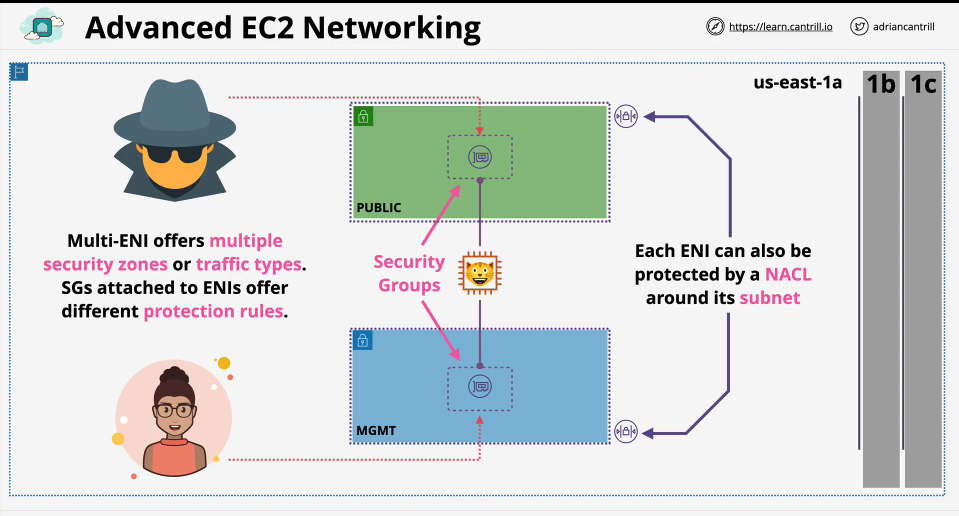 Advanced EC2 Networking
https://learn.cantrill.io
adriancantrill
us-east-1a
1b
1c
PUBLIC
Multi-ENI offers multiple
security zones or traffic types.
SGs attached to ENIs offer
different protection rules.
Security
Groups
Each ENI can also be
protected by a NACL
around its subnet
MGMT